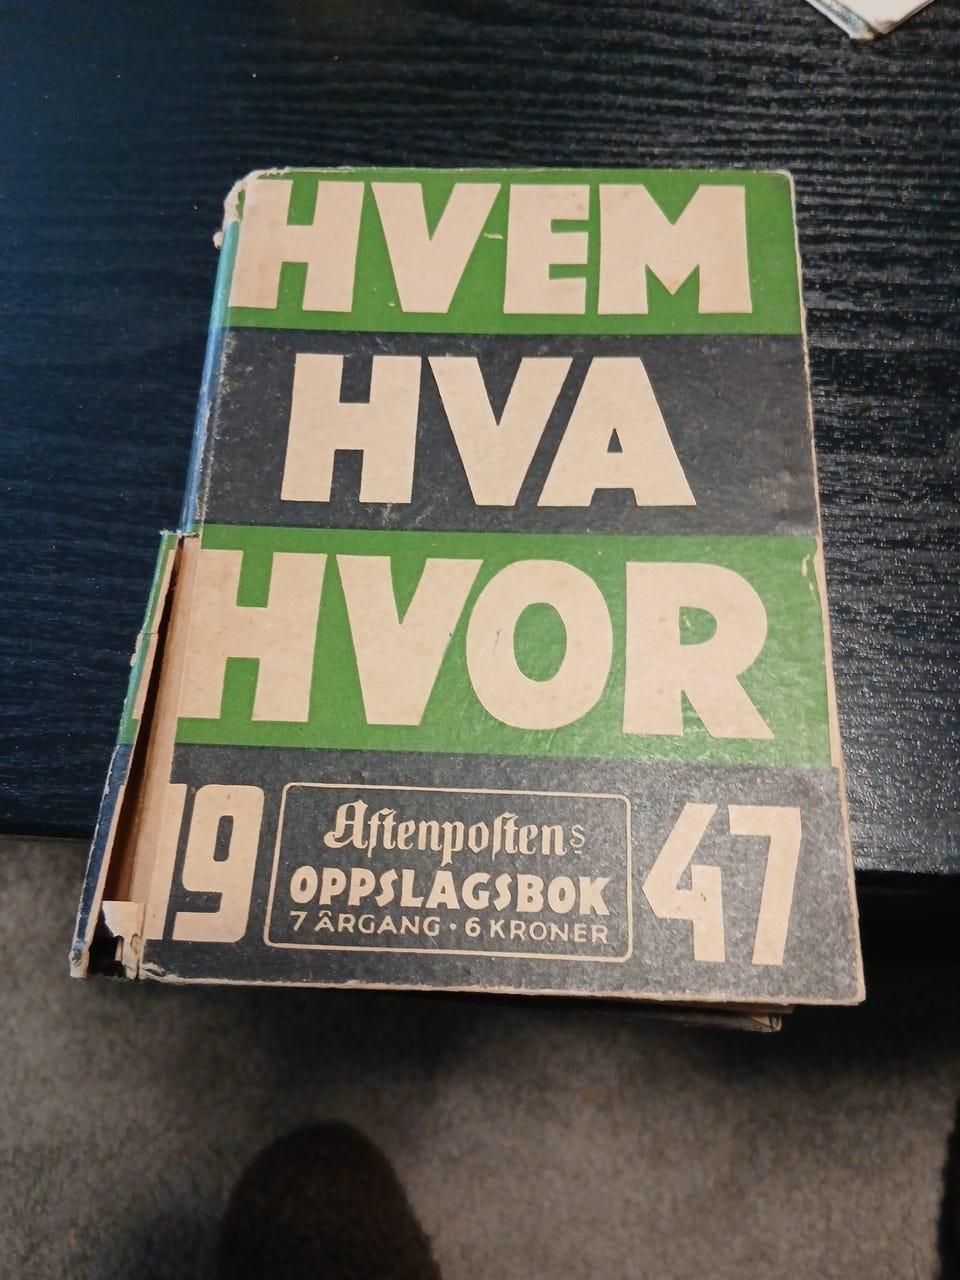 HVEM
HVA
HVOR
19
Aftenpostens
OPPSLAGSBOK
7 ÅRGANG · 6 KRONER
47